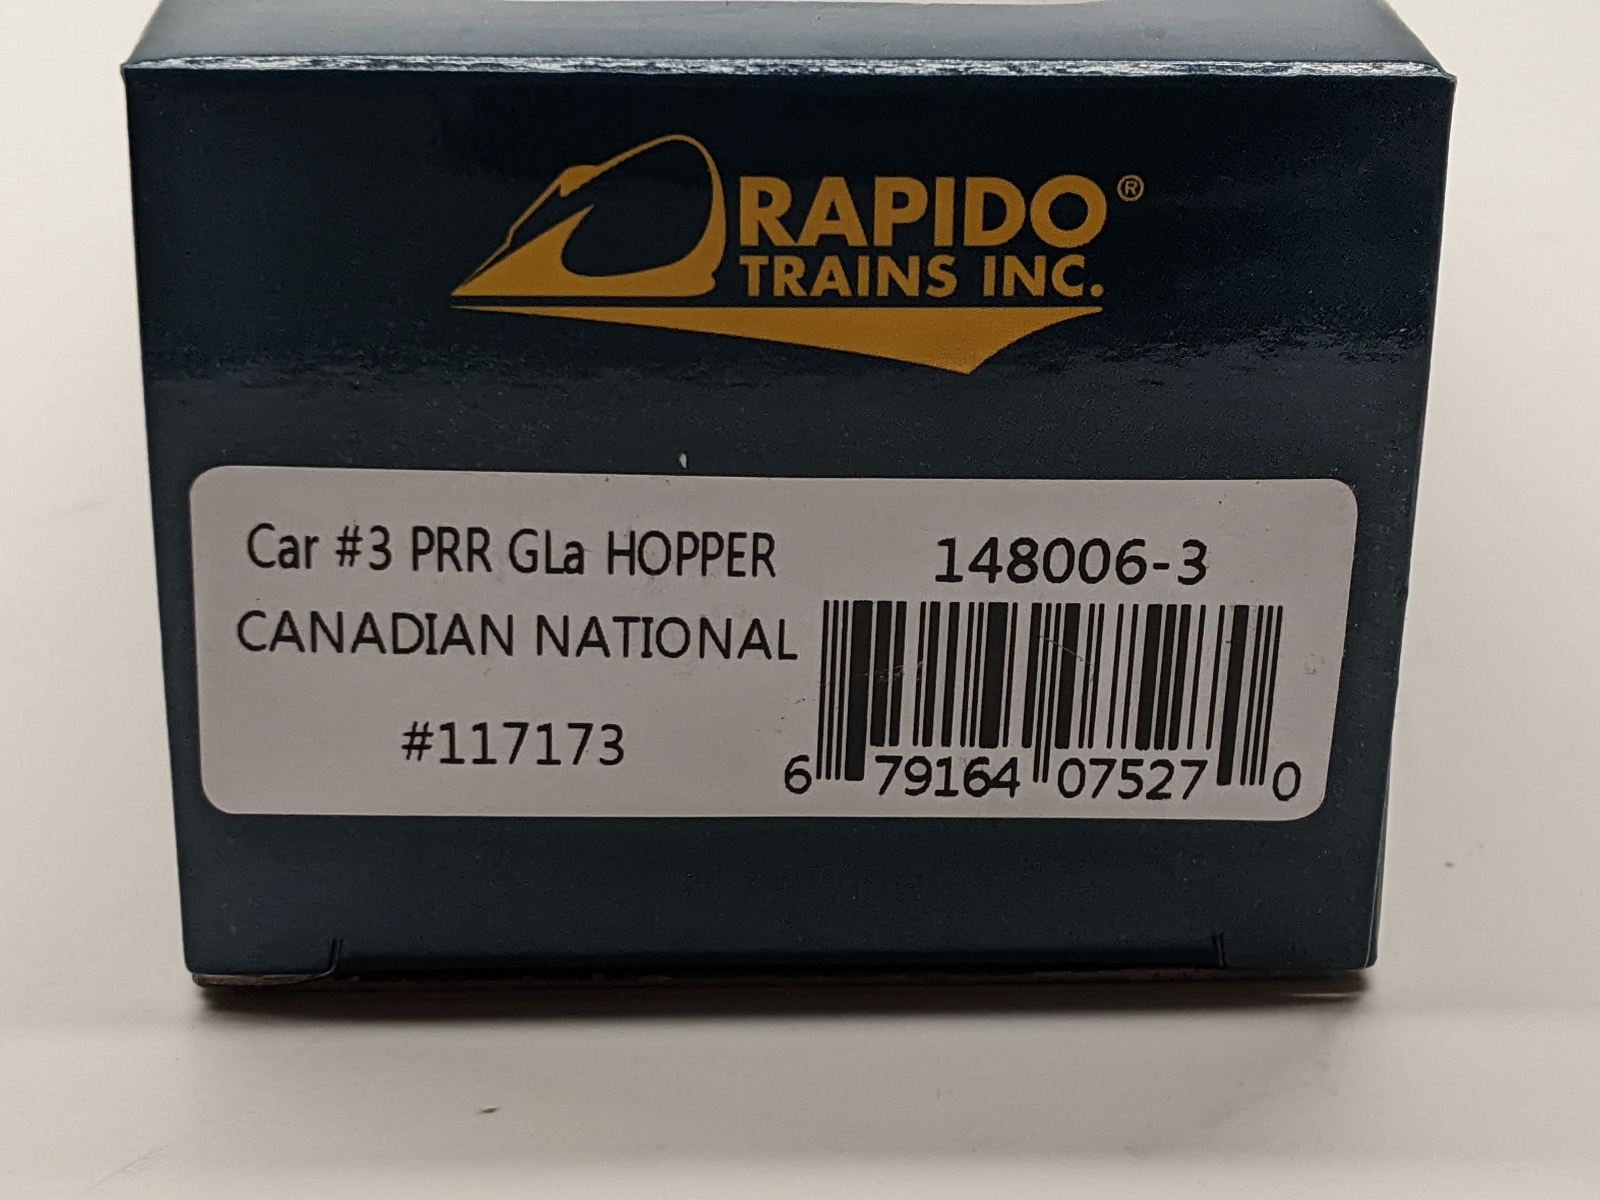 RAPIDO®
TRAINS INC.
Car #3 PRR GLa HOPPER
CANADIAN NATIONAL
#117173
148006-3
6 79164 07527 0